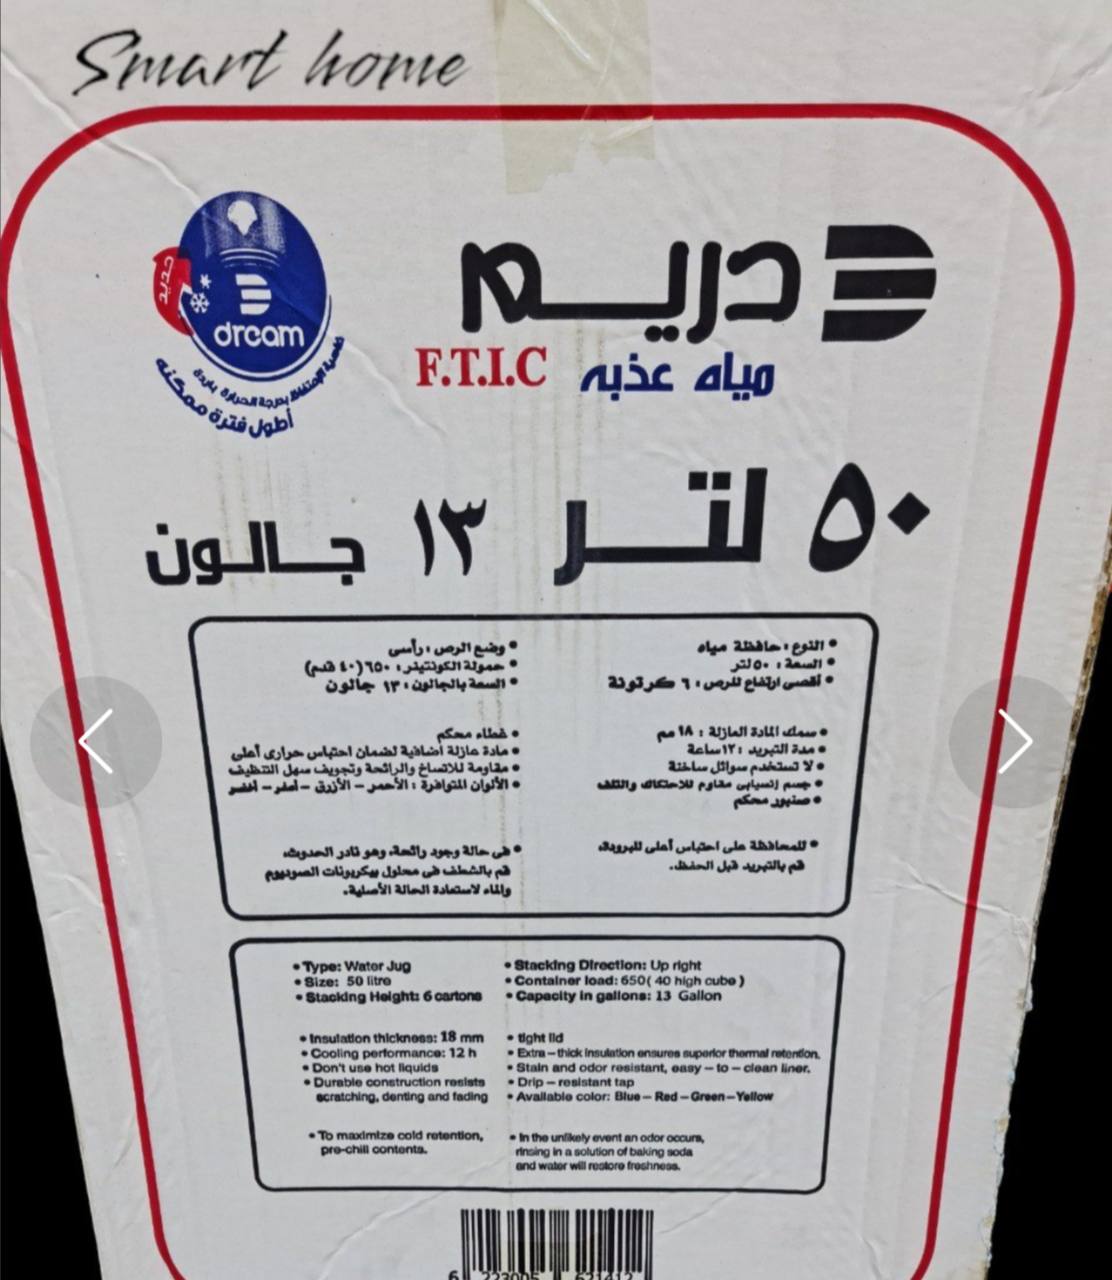 Smart home
دريم
جديد
dream
مياه عذبه
F.T.I.C
خاصية الإحتفاظ بدرجة الحرارة باردة
أطول فترة ممكنه
٥٠ لتر ١٣ جالون
• النوع : حافظة مياه
• السعة : ٥٠ لتر
• أقصى ارتفاع للرص : ٦ كرتونة
• سمك المادة العازلة : ١٨ مم
• مدة التبريد : ١٢ ساعة
• لا تستخدم سوائل ساخنة
• جسم إنسيابى مقاوم للاحتكاك والتلف
• صنبور محكم
• للمحافظة على احتباس أعلى للبرودة،
قم بالتبريد قبل الحفظ.
• وضع الرص : رأسى
• حمولة الكونتينر : ٦٥٠ (٤٠ قدم)
• السعة بالجالون : ١٣ جالون
• غطاء محكم
• مادة عازلة اضافية لضمان احتباس حرارى أعلى
• مقاومة للاتساخ والرائحة وتجويف سهل التنظيف
• الألوان المتوافرة : الأحمر – الأزرق – أصفر – أخضر
• فى حالة وجود رائحة، وهو نادر الحدوث،
قم بالشطف فى محلول بيكربونات الصوديوم
والماء لاستعادة الحالة الأصلية.
• Type: Water Jug
• Size: 50 litre
• Stacking Height: 6 cartons
• Insulation thickness: 18 mm
• Cooling performance: 12 h
• Don't use hot liquids
• Durable construction resists
scratching, denting and fading
• To maximize cold retention,
pre-chill contents.
• Stacking Direction: Up right
• Container load: 650( 40 high cube )
• Capacity in gallons: 13 Gallon
• tight lid
• Extra – thick insulation ensures superior thermal retention.
• Stain and odor resistant, easy – to – clean liner.
• Drip – resistant tap
• Available color: Blue – Red – Green – Yellow
• In the unlikely event an odor occurs,
rinsing in a solution of baking soda
and water will restore freshness.
6 223005 621412